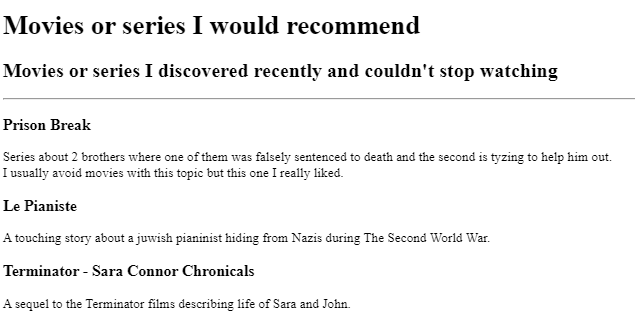 Movies or series I would recommend
Movies or series I discovered recently and couldn't stop watching
Prison Break
Series about 2 brothers where one of them was falsely sentenced to death and the second is tyzing to help him out.
I usually avoid movies with this topic but this one I really liked.
Le Pianiste
A touching story about a juwish pianinist hiding from Nazis during The Second World War.
Terminator - Sara Connor Chronicals
A sequel to the Terminator films describing life of Sara and John.